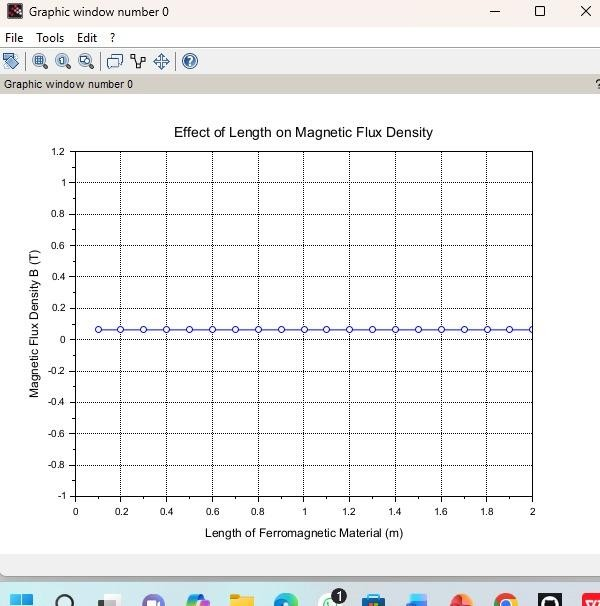 Graphic window number 0
File Tools Edit ?
Graphic window number 0
?
Effect of Length on Magnetic Flux Density
1.2
1
0.8
0.6
0.4
0.2
0
-0.2
-0.4
-0.6
-0.8
-1
Magnetic Flux Density B (T)
0 0.2 0.4 0.6 0.8 1 1.2 1.4 1.6 1.8 2
Length of Ferromagnetic Material (m)
1